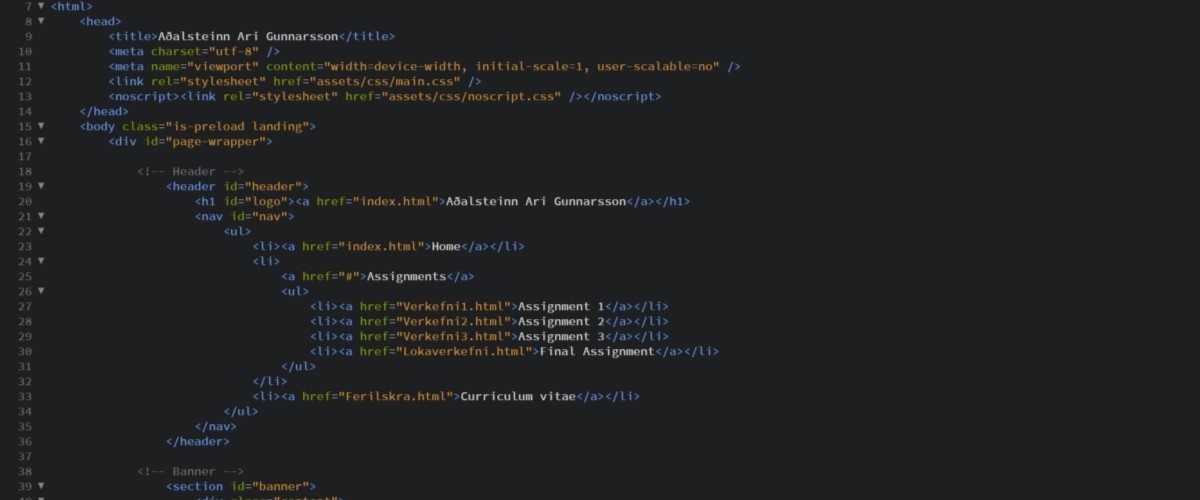 7 ▼ <html>
8 ▼ <head>
9 <title>Aðalsteinn Ari Gunnarsson</title>
10 <meta charset="utf-8" />
11 <meta name="viewport" content="width=device-width, initial-scale=1, user-scalable=no" />
12 <link rel="stylesheet" href="assets/css/main.css" />
13 <noscript><link rel="stylesheet" href="assets/css/noscript.css" /></noscript>
14 </head>
15 ▼ <body class="is-preload landing">
16 ▼ <div id="page-wrapper">
17
18 <!-- Header -->
19 ▼ <header id="header">
20 <h1 id="logo"><a href="index.html">Aðalsteinn Ari Gunnarsson</a></h1>
21 ▼ <nav id="nav">
22 ▼ <ul>
23 <li><a href="index.html">Home</a></li>
24 ▼ <li>
25 <a href="#">Assignments</a>
26 ▼ <ul>
27 <li><a href="Verkefni1.html">Assignment 1</a></li>
28 <li><a href="Verkefni2.html">Assignment 2</a></li>
29 <li><a href="Verkefni3.html">Assignment 3</a></li>
30 <li><a href="Lokaverkefni.html">Final Assignment</a></li>
31 </ul>
32 </li>
33 <li><a href="Ferilskra.html">Curriculum vitae</a></li>
34 </ul>
35 </nav>
36 </header>
37
38 <!-- Banner -->
39 ▼ <section id="banner">
40 ▼ <div class="content">